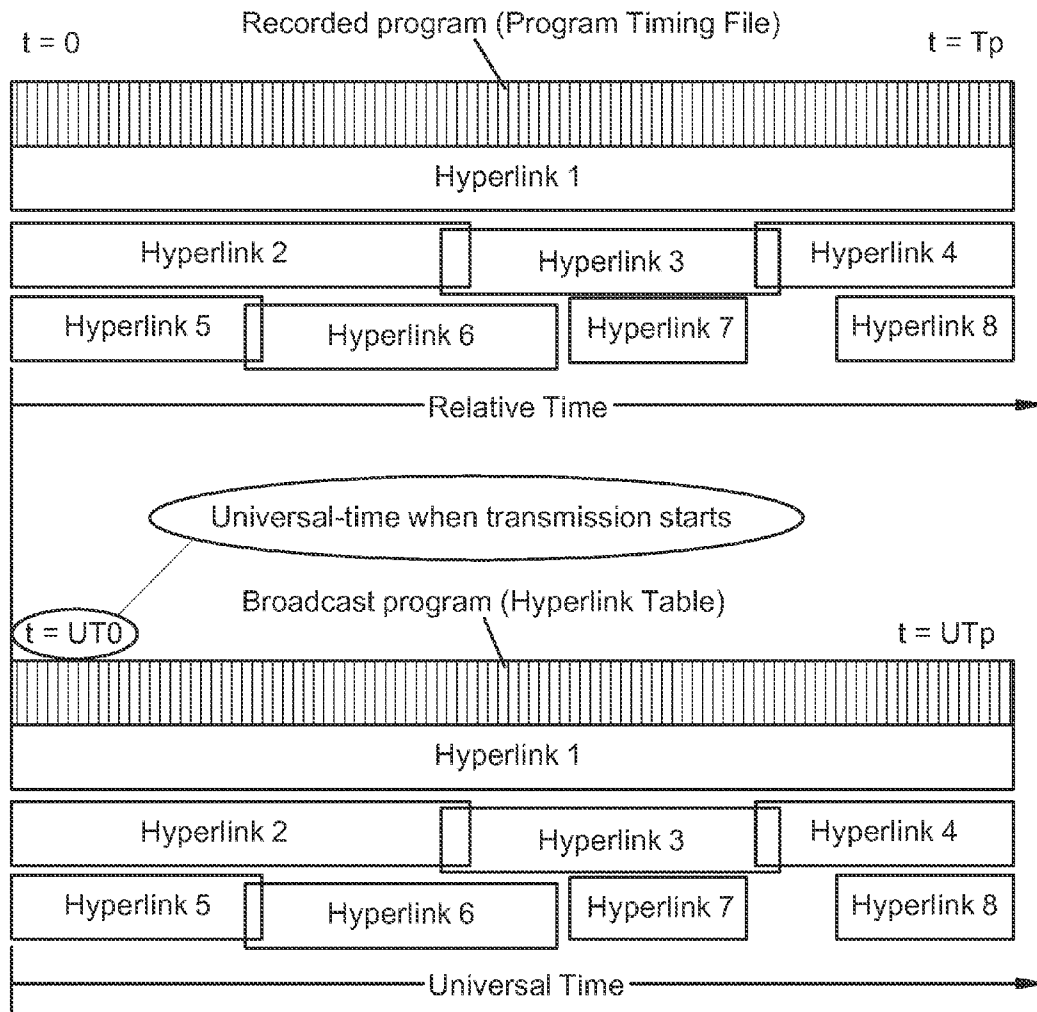 Recorded program (Program Timing File)
t = 0
t = Tp
Hyperlink 1
Hyperlink 2
Hyperlink 3
Hyperlink 4
Hyperlink 5
Hyperlink 6
Hyperlink 7
Hyperlink 8
Relative Time
Universal-time when transmission starts
Broadcast program (Hyperlink Table)
t = UT0
t = UTp
Hyperlink 1
Hyperlink 2
Hyperlink 3
Hyperlink 4
Hyperlink 5
Hyperlink 6
Hyperlink 7
Hyperlink 8
Universal Time